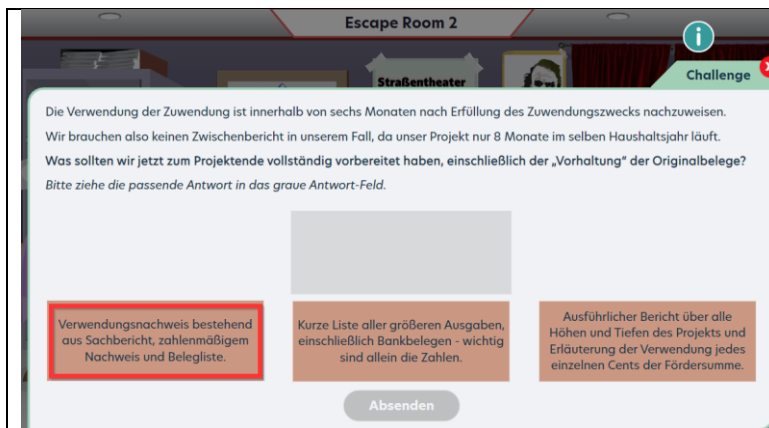 Escape Room 2
i
Straßentheater
Challenge
Die Verwendung der Zuwendung ist innerhalb von sechs Monaten nach Erfüllung des Zuwendungszwecks nachzuweisen.
Wir brauchen also keinen Zwischenbericht in unserem Fall, da unser Projekt nur 8 Monate im selben Haushaltsjahr läuft.
Was sollten wir jetzt zum Projektende vollständig vorbereitet haben, einschließlich der „Vorhaltung“ der Originalbelege?
Bitte ziehe die passende Antwort in das graue Antwort-Feld.
Verwendungsnachweis bestehend
aus Sachbericht, zahlenmäßigem
Nachweis und Belegliste.
Kurze Liste aller größeren Ausgaben,
einschließlich Bankbelegen - wichtig
sind allein die Zahlen.
Ausführlicher Bericht über alle
Höhen und Tiefen des Projekts und
Erläuterung der Verwendung jedes
einzelnen Cents der Fördersumme.
Absenden